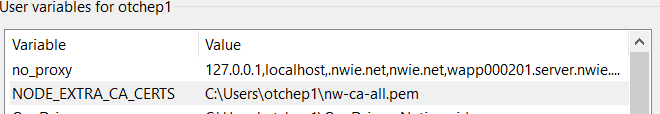 User variables for otchep1
Variable Value
no_proxy 127.0.0.1,localhost,.nwie.net,nwie.net,wapp000201.server.nwie....
NODE_EXTRA_CA_CERTS C:\Users\otchep1\nw-ca-all.pem